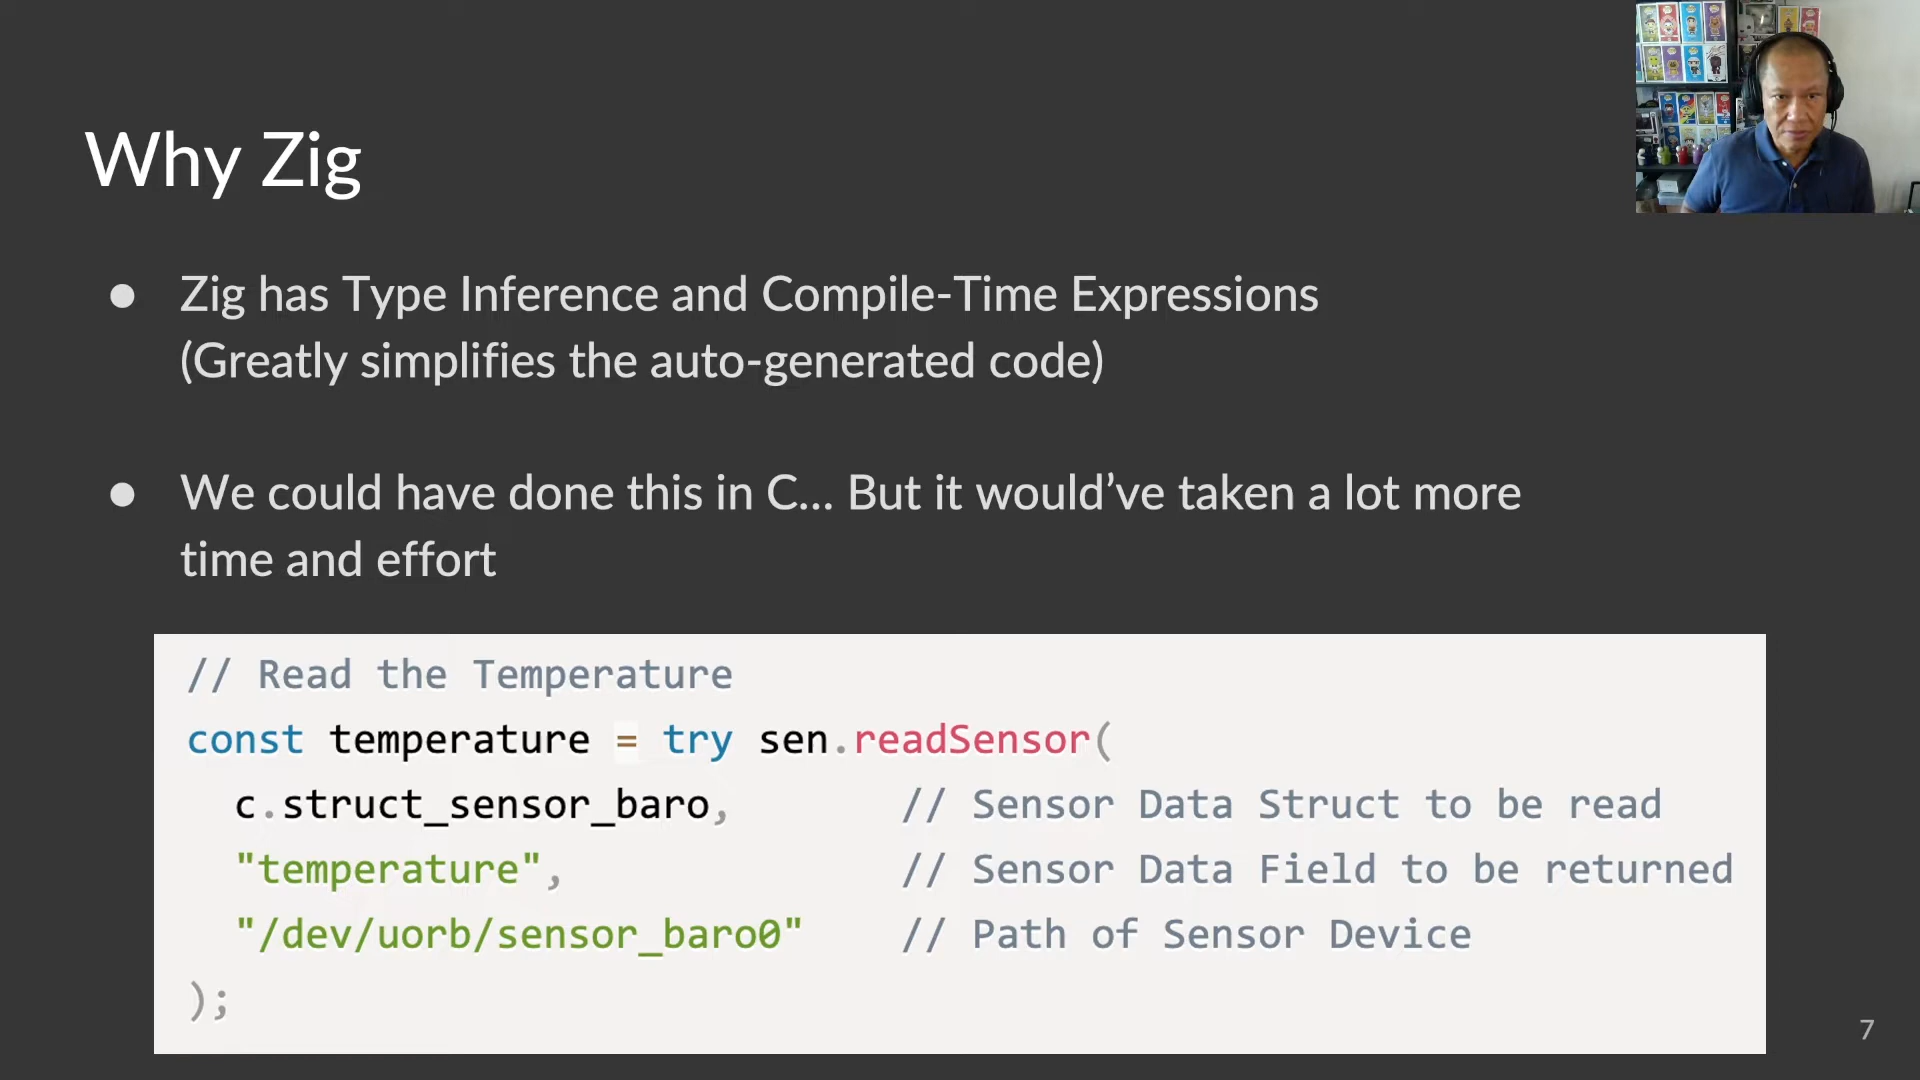 Why Zig
● Zig has Type Inference and Compile-Time Expressions
(Greatly simplifies the auto-generated code)
● We could have done this in C... But it would’ve taken a lot more
time and effort
// Read the Temperature
const temperature = try sen.readSensor(
c.struct_sensor_baro, // Sensor Data Struct to be read
"temperature", // Sensor Data Field to be returned
"/dev/uorb/sensor_baro0" // Path of Sensor Device
);
7